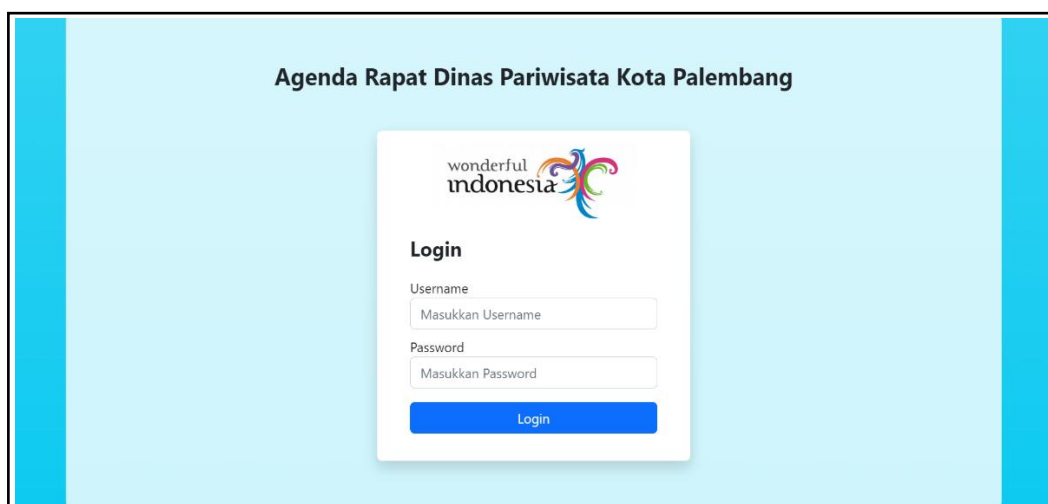 Agenda Rapat Dinas Pariwisata Kota Palembang
wonderful
indonesia
Login
Username
Masukkan Username
Password
Masukkan Password
Login